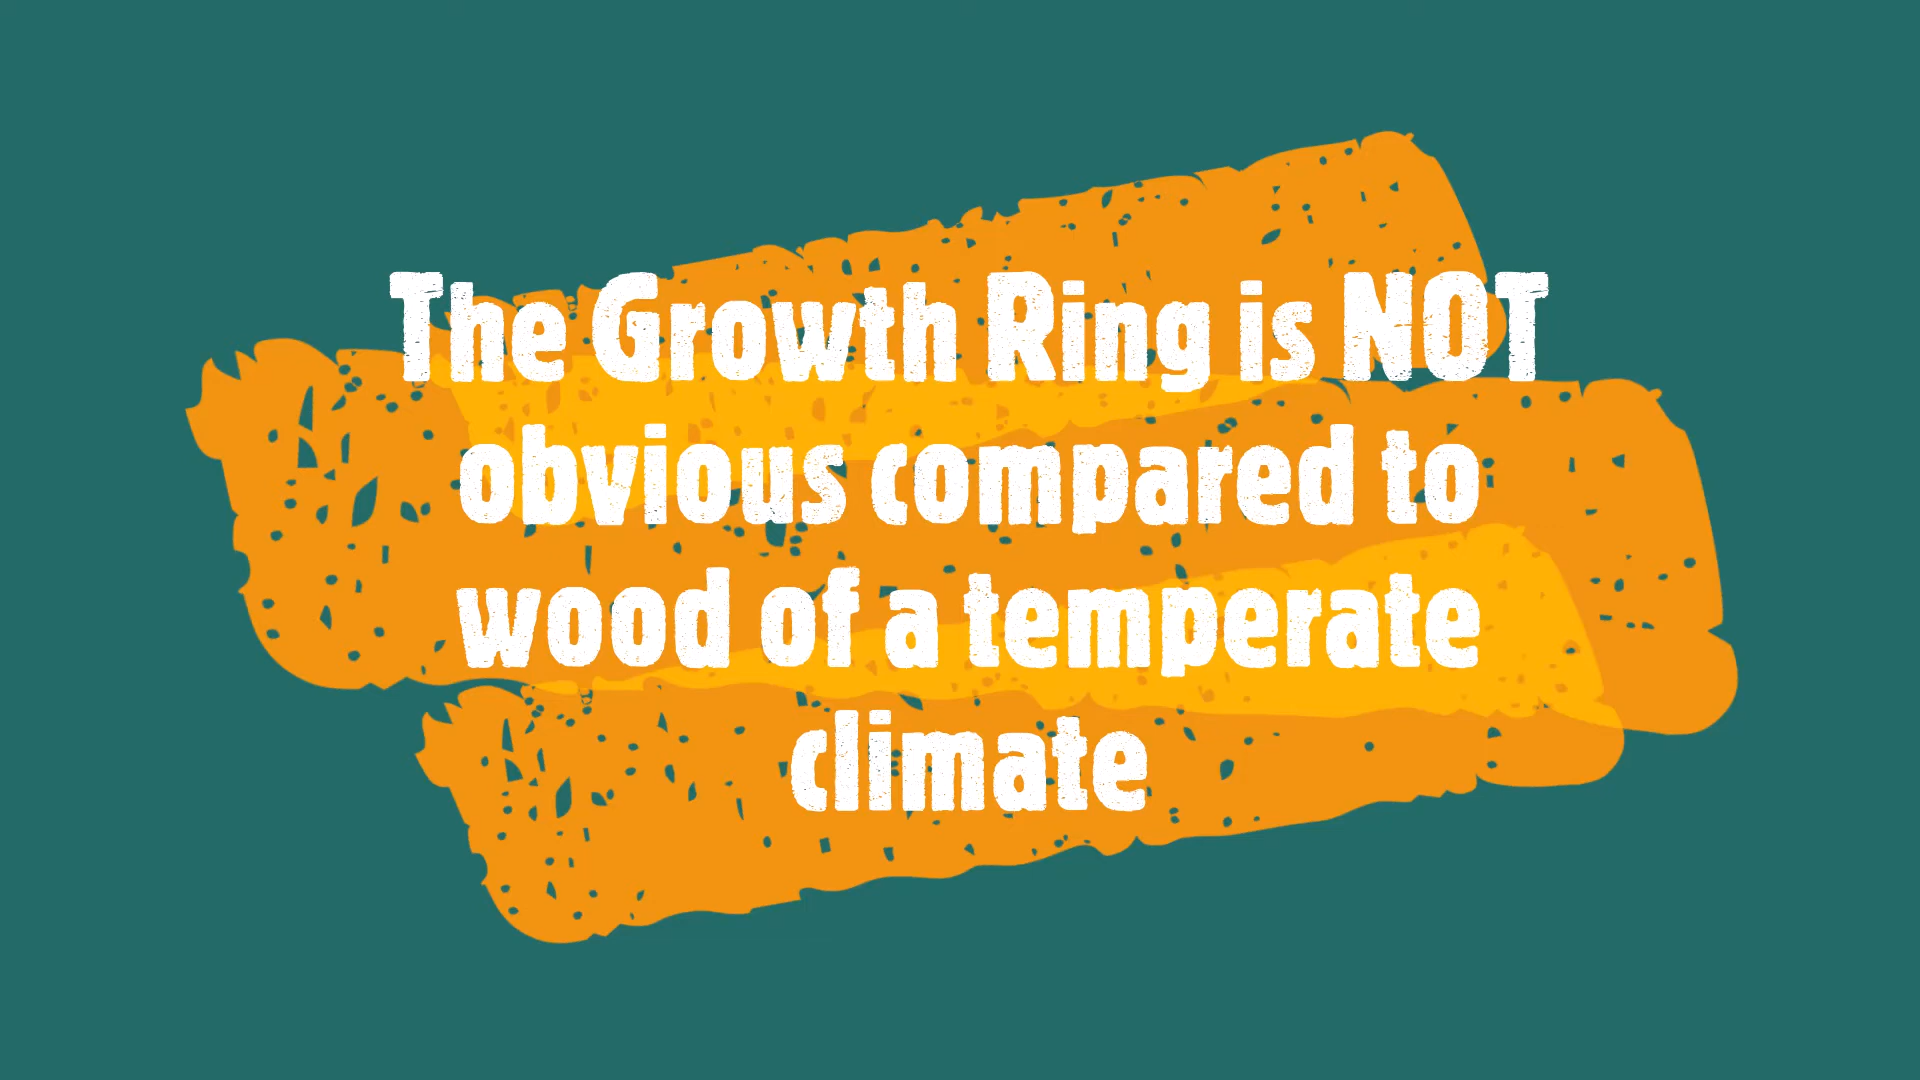 The Growth Ring is NOT
obvious compared to
wood of a temperate
climate